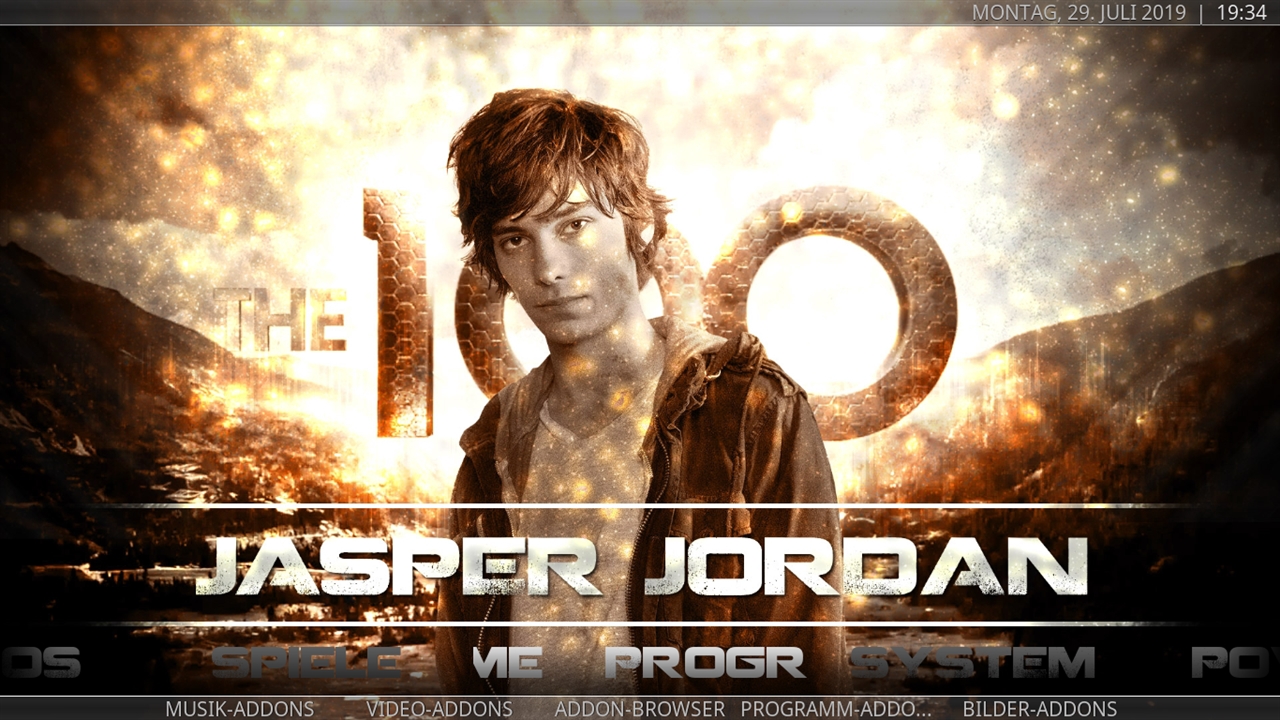 MONTAG, 29. JULI 2019 | 19:34
THE 100
JASPER JORDAN
OS SPIELE ME PROGR SYSTEM PO
MUSIK-ADDONS VIDEO-ADDONS ADDON-BROWSER PROGRAMM-ADDO... BILDER-ADDONS